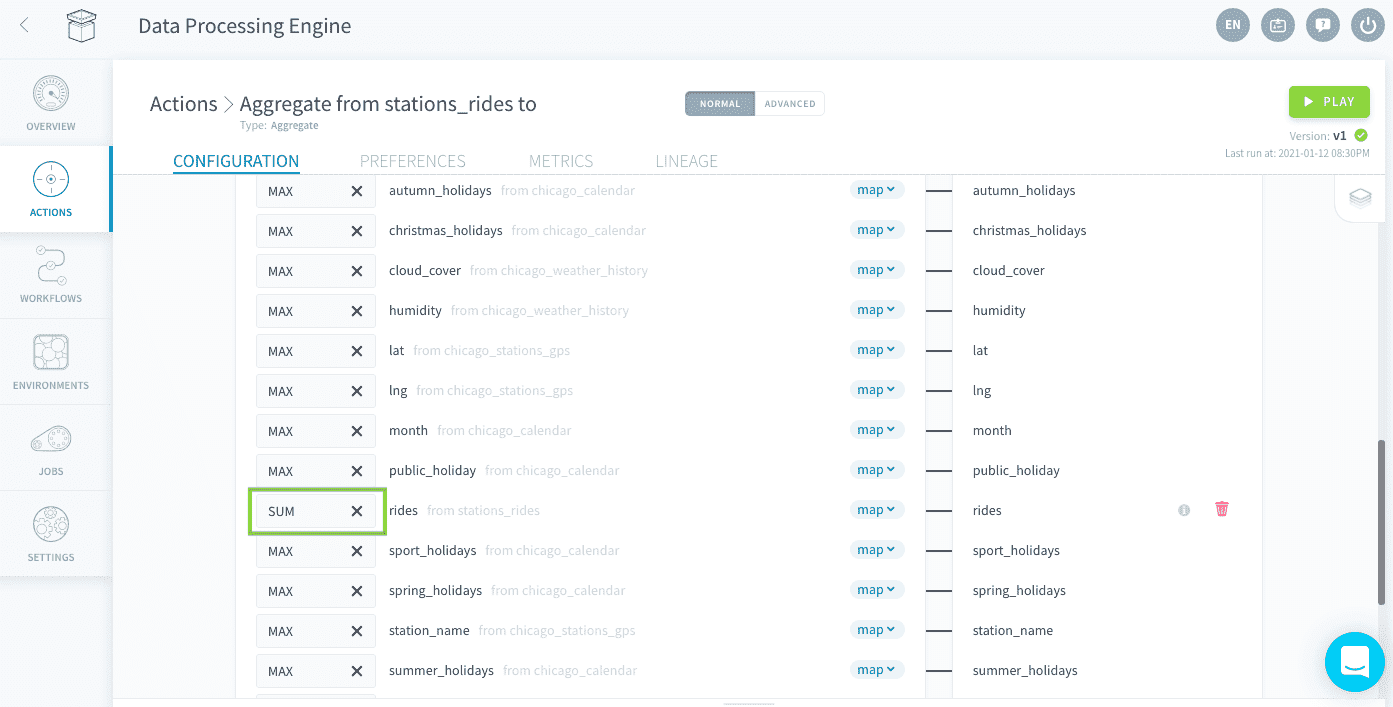 Data Processing Engine
EN
OVERVIEW
ACTIONS
WORKFLOWS
ENVIRONMENTS
JOBS
SETTINGS
Actions > Aggregate from stations_rides to
Type: Aggregate
NORMAL ADVANCED
PLAY
Version: v1
Last run at: 2021-01-12 08:30PM
CONFIGURATION PREFERENCES METRICS LINEAGE
MAX autumn_holidays from chicago_calendar map autumn_holidays
MAX christmas_holidays from chicago_calendar map christmas_holidays
MAX cloud_cover from chicago_weather_history map cloud_cover
MAX humidity from chicago_weather_history map humidity
MAX lat from chicago_stations_gps map lat
MAX lng from chicago_stations_gps map lng
MAX month from chicago_calendar map month
MAX public_holiday from chicago_calendar map public_holiday
SUM rides from stations_rides map rides
MAX sport_holidays from chicago_calendar map sport_holidays
MAX spring_holidays from chicago_calendar map spring_holidays
MAX station_name from chicago_stations_gps map station_name
MAX summer_holidays from chicago_calendar map summer_holidays